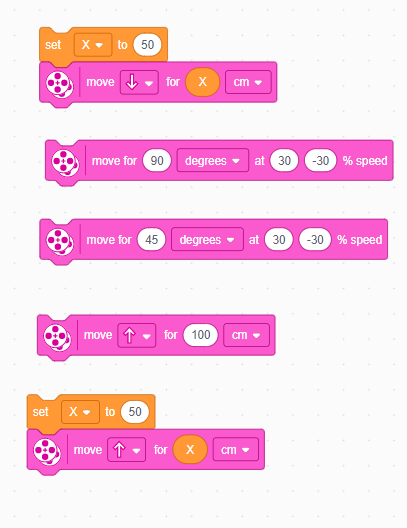 set X to 50
move for X cm
move for 90 degrees at 30 -30 % speed
move for 45 degrees at 30 -30 % speed
move for 100 cm
set X to 50
move for X cm